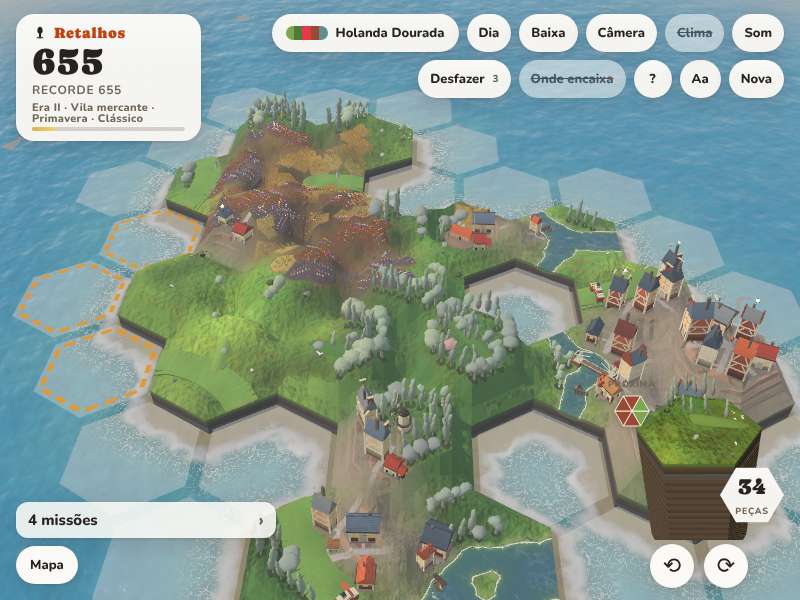 Retalhos
655
RECORDE 655
Era II · Vila mercante ·
Primavera · Clássico
Holanda Dourada
Dia
Baixa
Câmera
Clima
Som
Desfazer 3
Onde encaixa
?
Aa
Nova
PRÓXIMA
34
PEÇAS
4 missões ›
Mapa